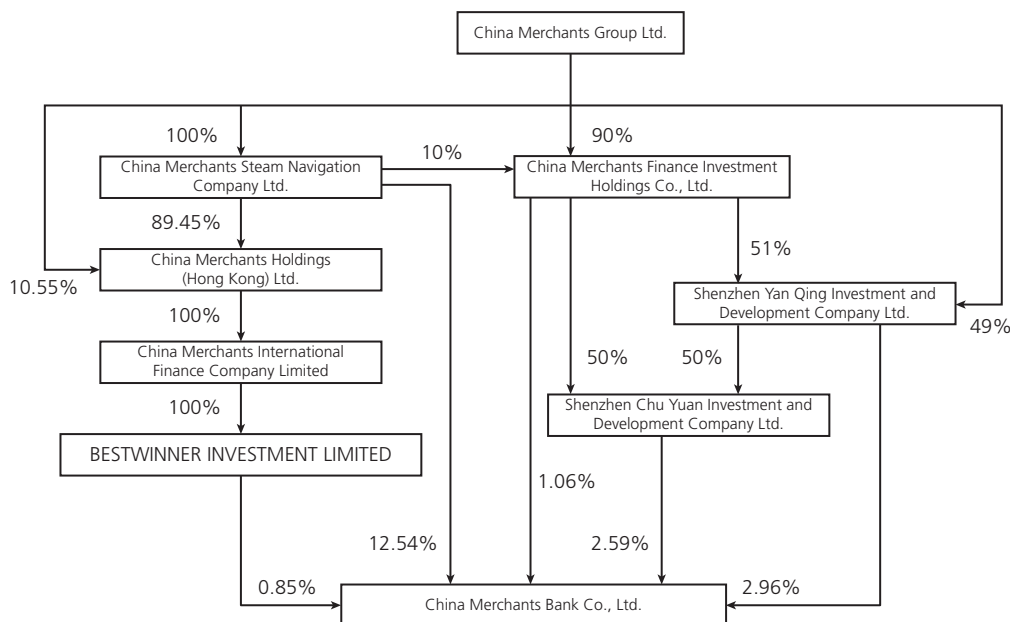 China Merchants Group Ltd.
100%
90%
China Merchants Steam Navigation
Company Ltd.
10%
China Merchants Finance Investment
Holdings Co., Ltd.
89.45%
51%
China Merchants Holdings
(Hong Kong) Ltd.
10.55%
Shenzhen Yan Qing Investment and
Development Company Ltd.
49%
100%
China Merchants International
Finance Company Limited
50%
50%
100%
Shenzhen Chu Yuan Investment and
Development Company Ltd.
BESTWINNER INVESTMENT LIMITED
1.06%
12.54%
2.59%
0.85%
2.96%
China Merchants Bank Co., Ltd.